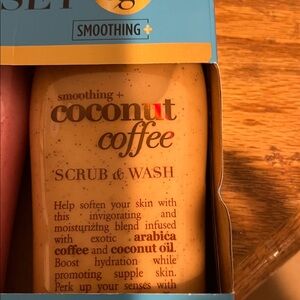 SET
SMOOTHING +
smoothing +
coconut
coffee
SCRUB & WASH
Help soften your skin with
this invigorating and
moisturizing blend infused
with exotic arabica
coffee and coconut oil.
Boost hydration while
promoting supple skin.
Perk up your senses with